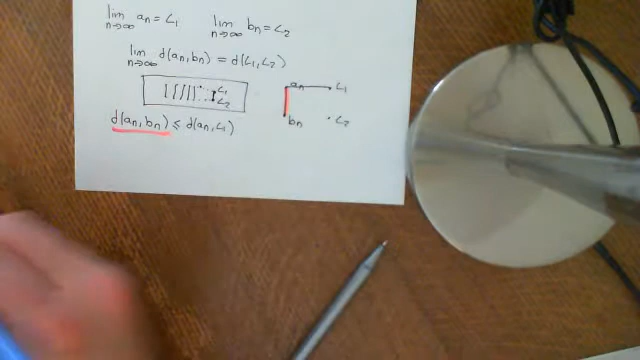 lim n→∞ an = L1 lim n→∞ bn = L2
lim n→∞ d(an, bn) = d(L1, L2)
L1
L2
an L1
bn L2
d(an, bn) ≤ d(an, L1)